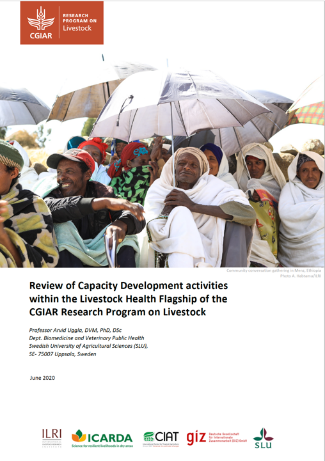 CGIAR
RESEARCH
PROGRAM ON
Livestock
Review of Capacity Development activities
within the Livestock Health Flagship of the
CGIAR Research Program on Livestock
Professor Arvid Uggla, DVM, PhD, DSc
Dept. Biomedicine and Veterinary Public Health
Swedish University of Agricultural Sciences (SLU),
SE- 75007 Uppsala, Sweden
June 2020
ILRI
ICARDA
CIAT
giz
SLU